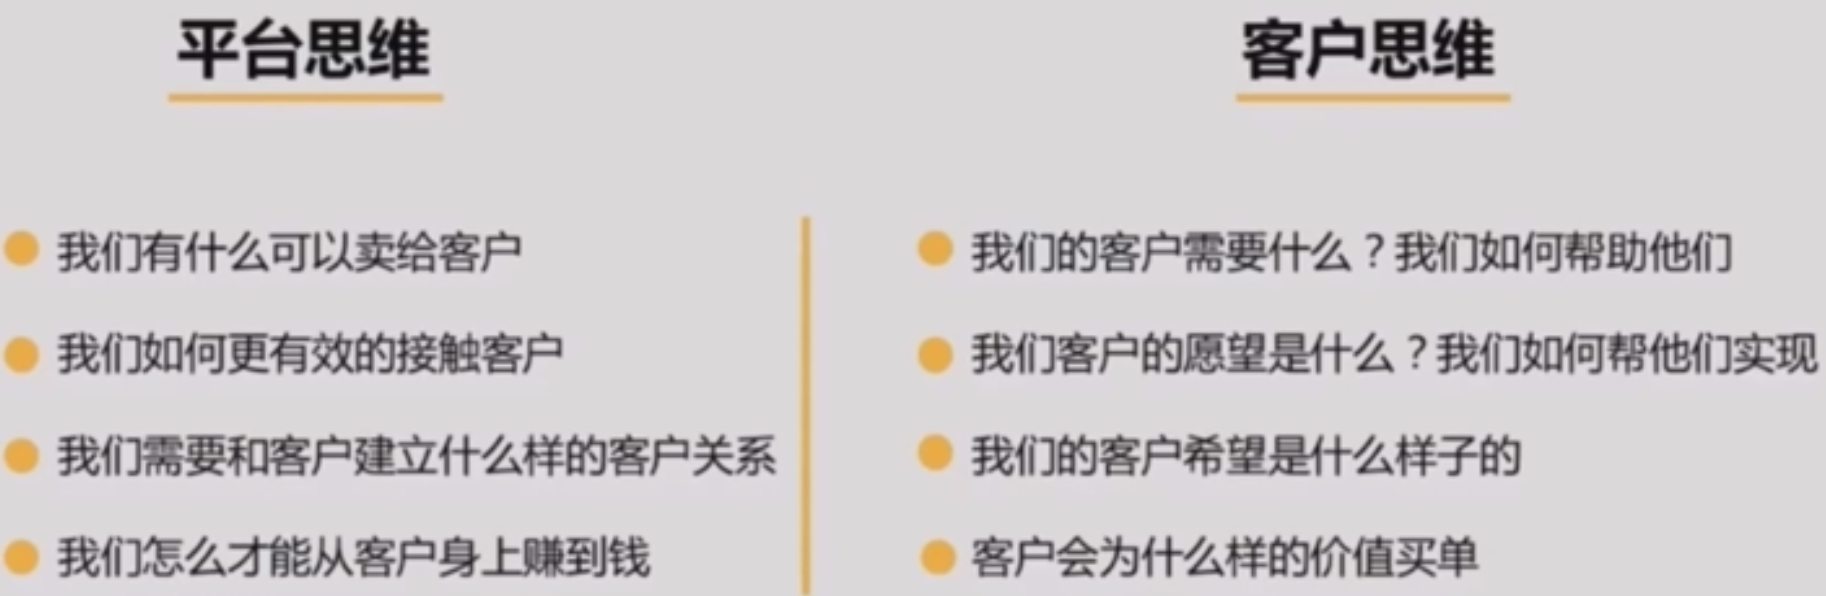 平台思维
我们有什么可以卖给客户
我们如何更有效的接触客户
我们需要和客户建立什么样的客户关系
我们怎么才能从客户身上赚到钱
客户思维
我们的客户需要什么？我们如何帮助他们
我们客户的愿望是什么？我们如何帮他们实现
我们的客户希望是什么样子的
客户会为什么样的价值买单